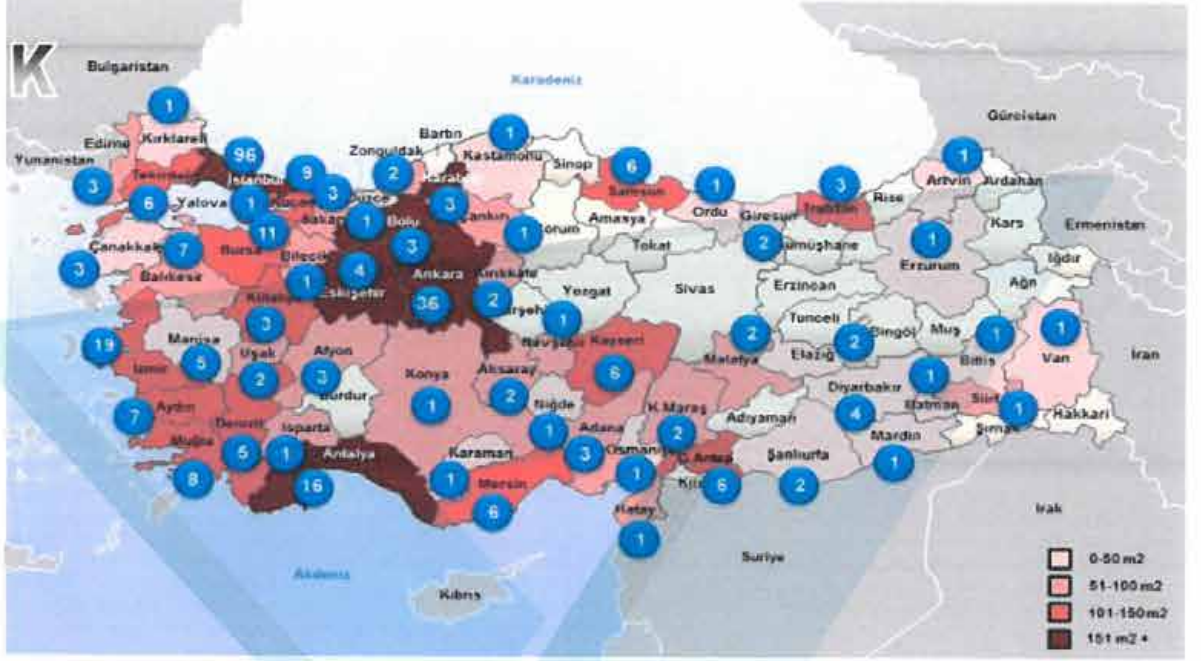 K
Bulgaristan
Karadeniz
Gürcistan
Yunanistan
Ermenistan
İran
Irak
Suriye
Kıbrıs
Akdeniz
Edirne
Kırklareli
1
3
Tekirdağ
6
96
İstanbul
Yalova
1
9
3
Zonguldak
2
Bartın
Kastamonu
1
Sinop
Samsun
6
Ordu
1
Giresun
2
Trabzon
3
Rize
Artvin
1
Ardahan
Kars
Iğdır
Ağrı
Erzurum
1
Çanakkale
3
7
Balıkesir
Bursa
11
Bilecik
1
Eskişehir
4
Bolu
1
3
Ankara
36
3
1
Amasya
Tokat
Sivas
Yozgat
Erzincan
Tunceli
Bingöl
Muş
Bitlis
1
Van
1
Hakkari
Şırnak
Siirt
1
Batman
1
Diyarbakır
4
Mardin
1
Elazığ
2
Malatya
2
Kayseri
6
1
2
Aksaray
2
Niğde
1
Konya
1
Afyon
3
Kütahya
3
Uşak
2
Manisa
5
İzmir
19
Aydın
7
Muğla
8
Denizli
5
Burdur
Isparta
1
Antalya
16
Karaman
1
Mersin
6
Adana
3
Osmaniye
1
Hatay
1
K.Maraş
2
G.Antep
6
Kilis
Adıyaman
Şanlıurfa
2
0-50 m2
51-100 m2
101-150m2
151 m2 +